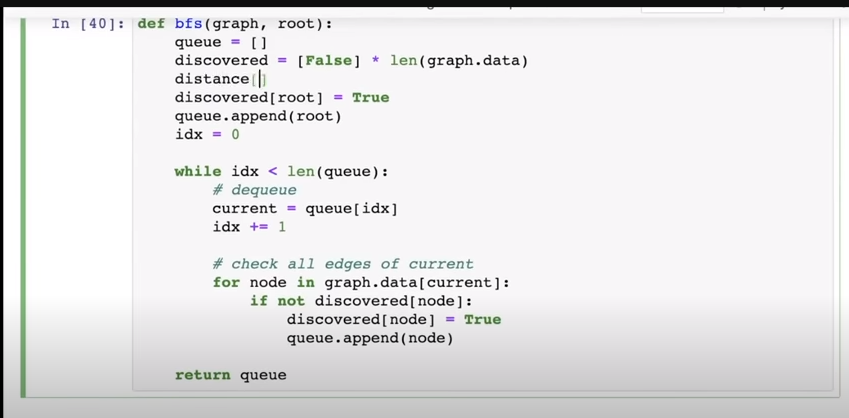 In [40]: def bfs(graph, root):
    queue = []
    discovered = [False] * len(graph.data)
    distance[]
    discovered[root] = True
    queue.append(root)
    idx = 0
    while idx < len(queue):
        # dequeue
        current = queue[idx]
        idx += 1
        # check all edges of current
        for node in graph.data[current]:
            if not discovered[node]:
                discovered[node] = True
                queue.append(node)
    return queue